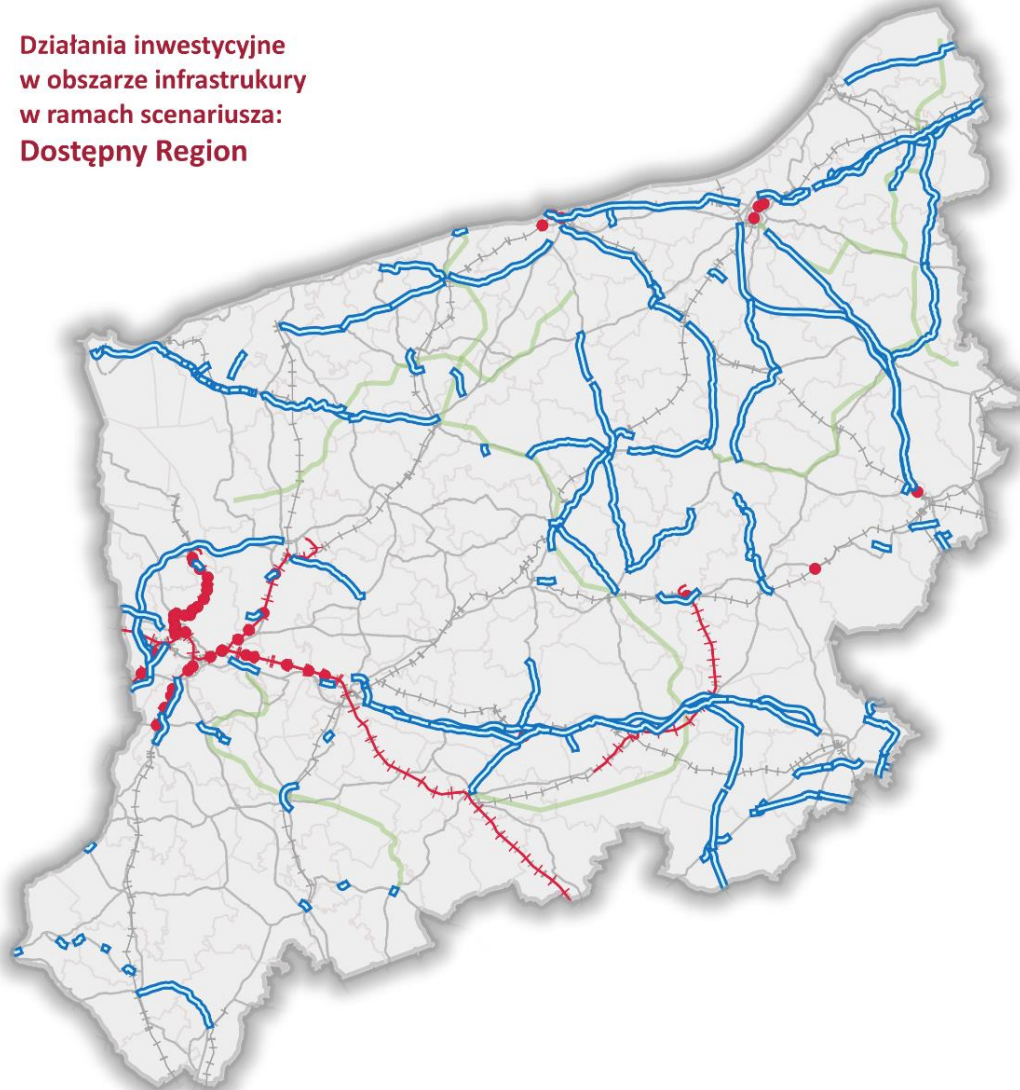 Działania inwestycyjne
w obszarze infrastrukury
w ramach scenariusza:
Dostępny Region